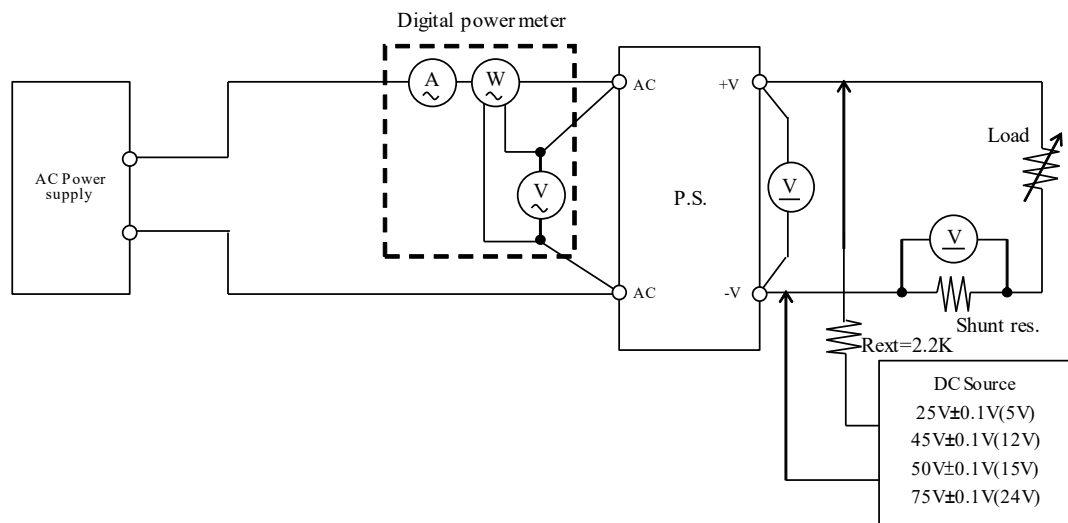 Digital power meter
A
W
AC
+V
Load
AC Power
supply
V
V
P.S.
V
AC
-V
Shunt res.
Rext=2.2K
DC Source
25V±0.1V(5V)
45V±0.1V(12V)
50V±0.1V(15V)
75V±0.1V(24V)